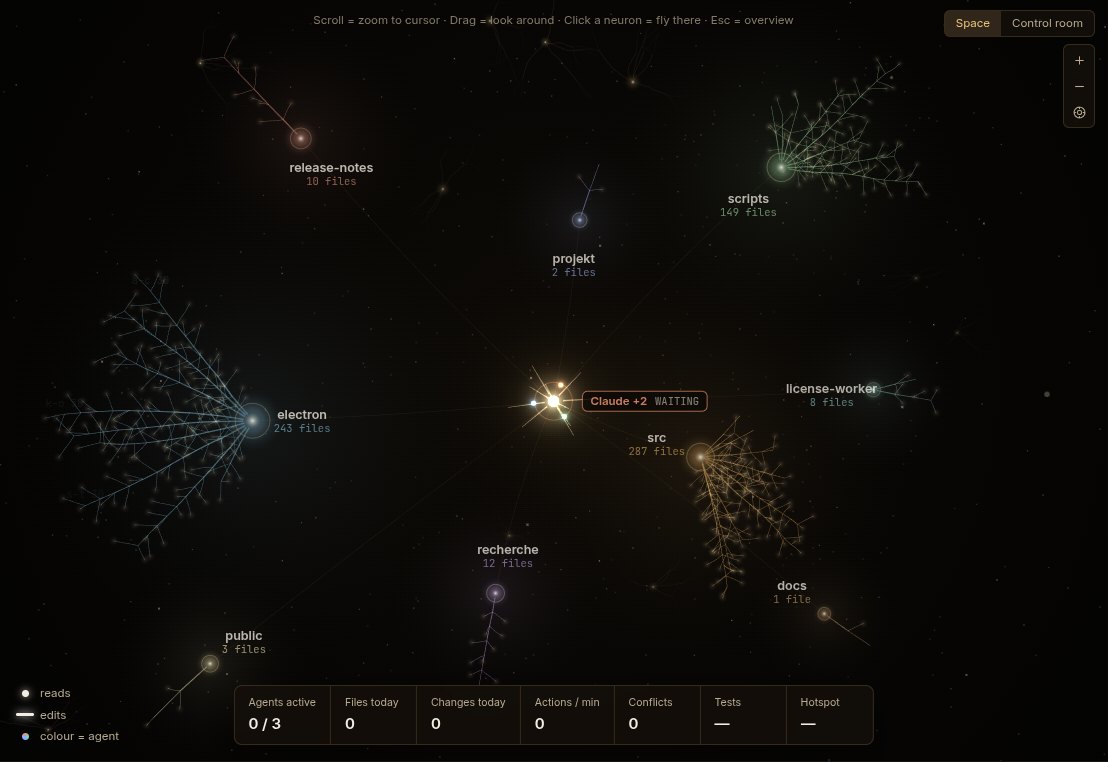 Scroll = zoom to cursor · Drag = look around · Click a neuron = fly there · Esc = overview
Space
Control room
+
−
release-notes
10 files
scripts
149 files
projekt
2 files
electron
243 files
Claude +2 WAITING
license-worker
8 files
src
287 files
recherche
12 files
docs
1 file
public
3 files
reads
edits
colour = agent
Agents active
0 / 3
Files today
0
Changes today
0
Actions / min
0
Conflicts
0
Tests
—
Hotspot
—